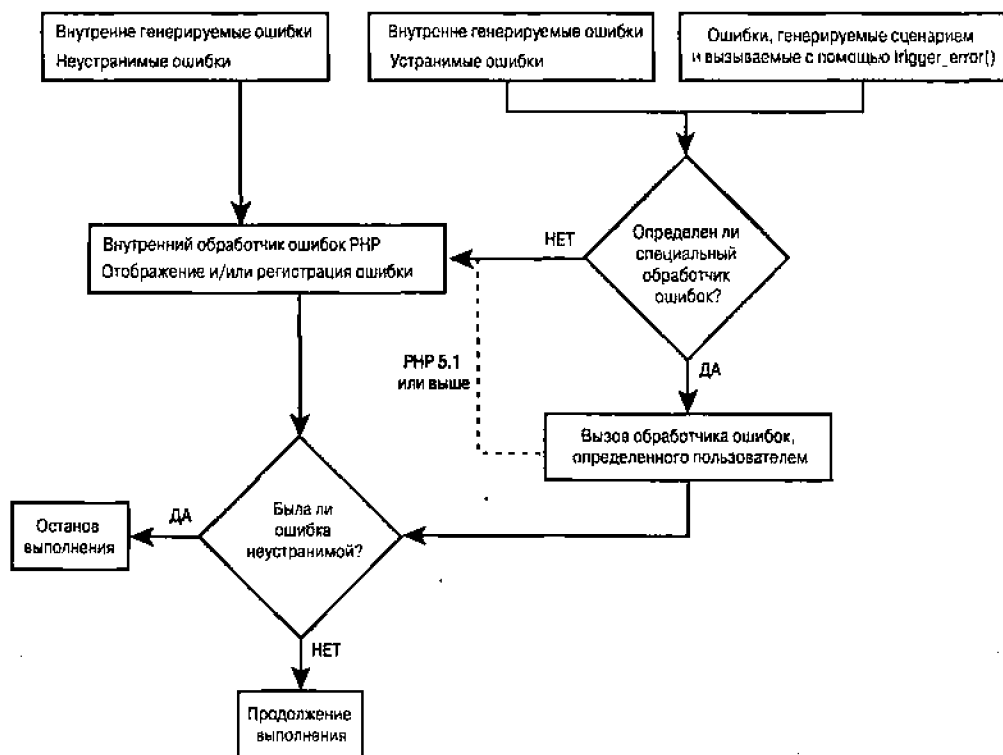 Внутренне генерируемые ошибки
Неустранимые ошибки
Внутренне генерируемые ошибки
Устранимые ошибки
Ошибки, генерируемые сценарием
и вызываемые с помощью trigger_error()
Определен ли
специальный
обработчик
ошибок?
НЕТ
Внутренний обработчик ошибок PHP
Отображение и/или регистрация ошибки
PHP 5.1
или выше
ДА
Вызов обработчика ошибок,
определенного пользователем
Была ли
ошибка
неустранимой?
ДА
Останов
выполнения
НЕТ
Продолжение
выполнения